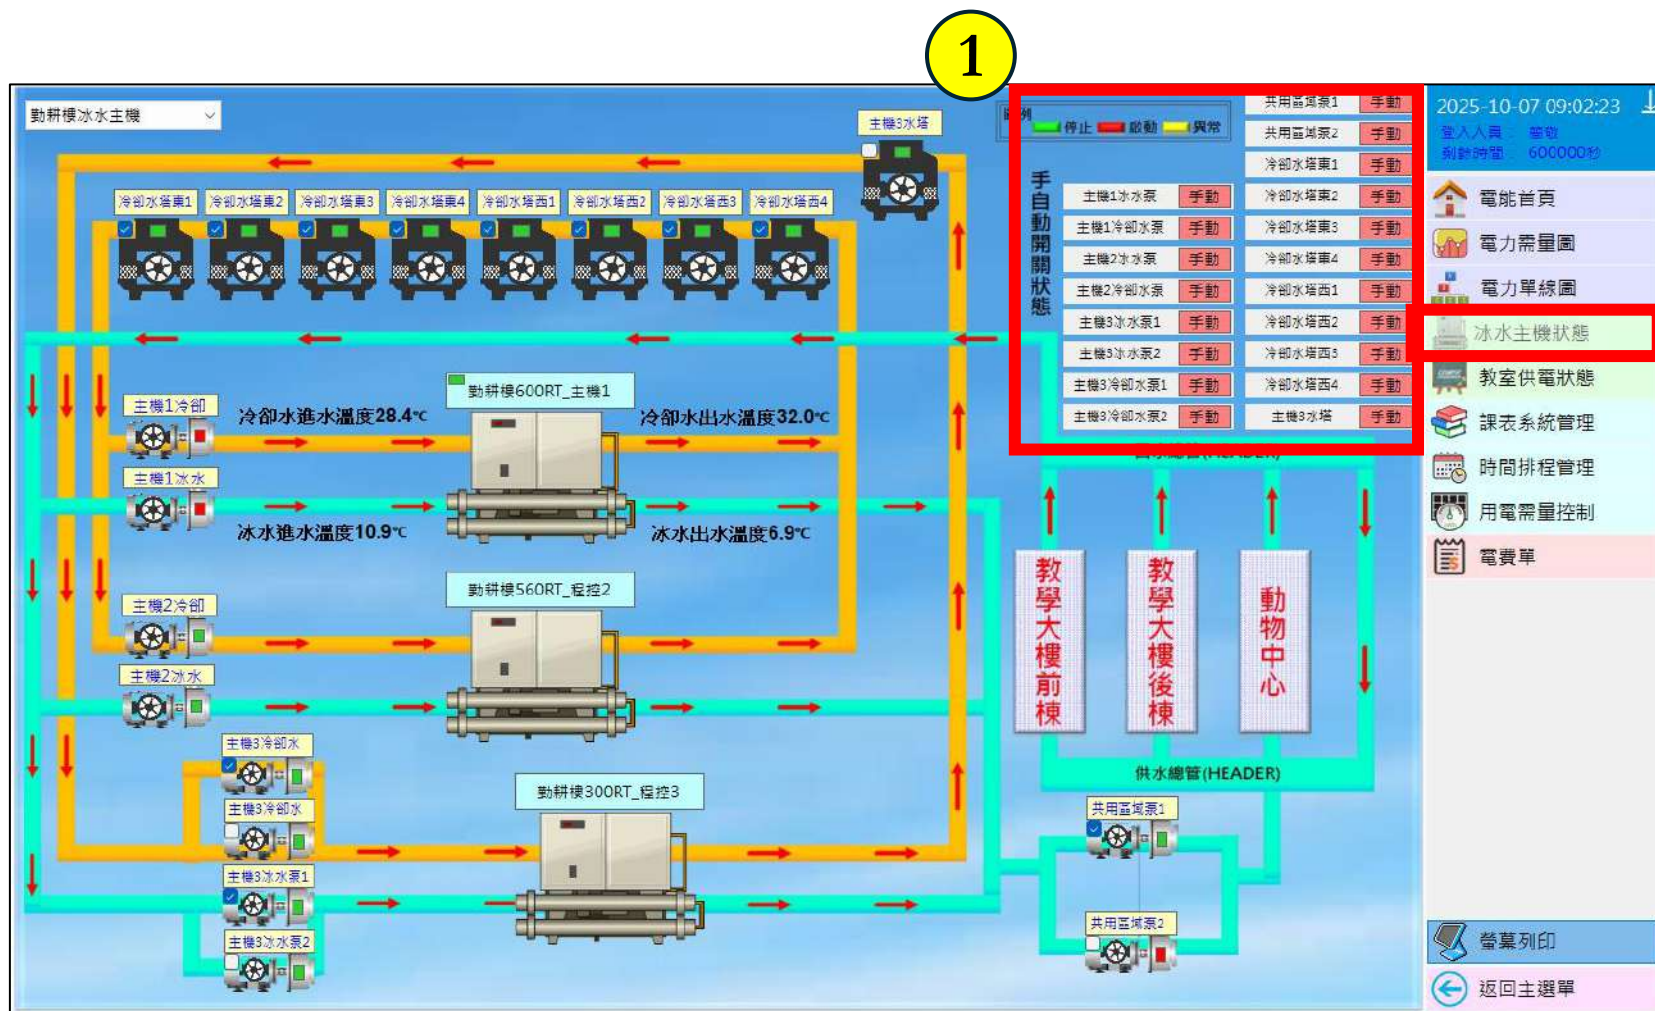 1
勤耕樓冰水主機
主機3水塔
停止 啟動 異常
手自動開關狀態
共用區域泵1 手動
共用區域泵2 手動
冷卻水塔東1 手動
主機1冰水泵 手動 冷卻水塔東2 手動
主機1冷卻水泵 手動 冷卻水塔東3 手動
主機2冰水泵 手動 冷卻水塔東4 手動
主機2冷卻水泵 手動 冷卻水塔西1 手動
主機3冰水泵1 手動 冷卻水塔西2 手動
主機3冰水泵2 手動 冷卻水塔西3 手動
主機3冷卻水泵1 手動 冷卻水塔西4 手動
主機3冷卻水泵2 手動 主機3水塔 手動
冷卻水塔東1 冷卻水塔東2 冷卻水塔東3 冷卻水塔東4 冷卻水塔西1 冷卻水塔西2 冷卻水塔西3 冷卻水塔西4
勤耕樓600RT_主機1
主機1冷卻
冷卻水進水溫度28.4℃ 冷卻水出水溫度32.0℃
主機1冰水
冰水進水溫度10.9℃ 冰水出水溫度6.9℃
勤耕樓560RT_程控2
主機2冷卻
主機2冰水
主機3冷卻水
勤耕樓300RT_程控3
主機3冷卻水
主機3冰水泵1
主機3冰水泵2
回水總管(HEADER)
教學大樓前棟
教學大樓後棟
動物中心
供水總管(HEADER)
共用區域泵1
共用區域泵2
2025-10-07 09:02:23
登入人員：
剩餘時間： 600000秒
電能首頁
電力需量圖
電力單線圖
冰水主機狀態
教室供電狀態
課表系統管理
時間排程管理
用電需量控制
電費單
螢幕列印
返回主選單